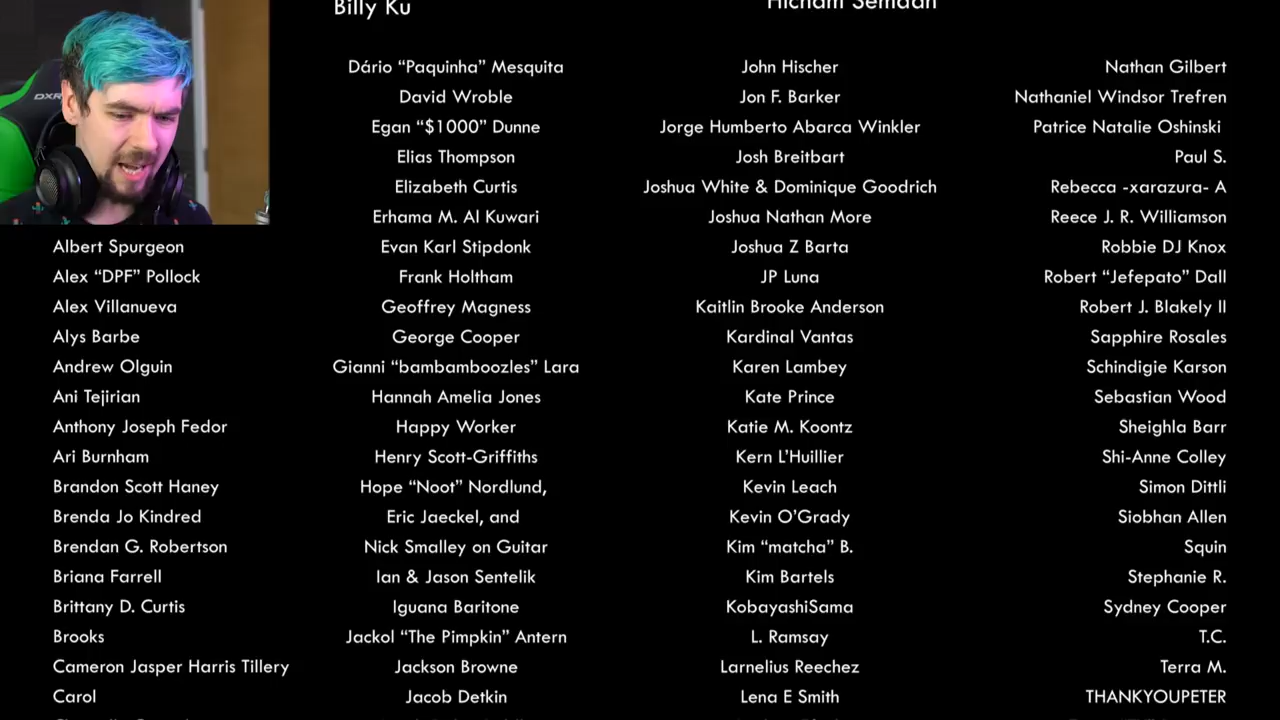 Billy Ku
Hicham Semaan
DXR
Albert Spurgeon
Alex “DPF” Pollock
Alex Villanueva
Alys Barbe
Andrew Olguin
Ani Tejirian
Anthony Joseph Fedor
Ari Burnham
Brandon Scott Haney
Brenda Jo Kindred
Brendan G. Robertson
Briana Farrell
Brittany D. Curtis
Brooks
Cameron Jasper Harris Tillery
Carol
Dário “Paquinha” Mesquita
David Wroble
Egan “$1000” Dunne
Elias Thompson
Elizabeth Curtis
Erhama M. Al Kuwari
Evan Karl Stipdonk
Frank Holtham
Geoffrey Magness
George Cooper
Gianni “bambamboozles” Lara
Hannah Amelia Jones
Happy Worker
Henry Scott-Griffiths
Hope “Noot” Nordlund,
Eric Jaeckel, and
Nick Smalley on Guitar
Ian & Jason Sentelik
Iguana Baritone
Jackol “The Pimpkin” Antern
Jackson Browne
Jacob Detkin
John Hischer
Jon F. Barker
Jorge Humberto Abarca Winkler
Josh Breitbart
Joshua White & Dominique Goodrich
Joshua Nathan More
Joshua Z Barta
JP Luna
Kaitlin Brooke Anderson
Kardinal Vantas
Karen Lambey
Kate Prince
Katie M. Koontz
Kern L’Huillier
Kevin Leach
Kevin O’Grady
Kim “matcha” B.
Kim Bartels
KobayashiSama
L. Ramsay
Larnelius Reechez
Lena E Smith
Nathan Gilbert
Nathaniel Windsor Trefren
Patrice Natalie Oshinski
Paul S.
Rebecca -xarazura- A
Reece J. R. Williamson
Robbie DJ Knox
Robert “Jefepato” Dall
Robert J. Blakely II
Sapphire Rosales
Schindigie Karson
Sebastian Wood
Sheighla Barr
Shi-Anne Colley
Simon Dittli
Siobhan Allen
Squin
Stephanie R.
Sydney Cooper
T.C.
Terra M.
THANKYOUPETER